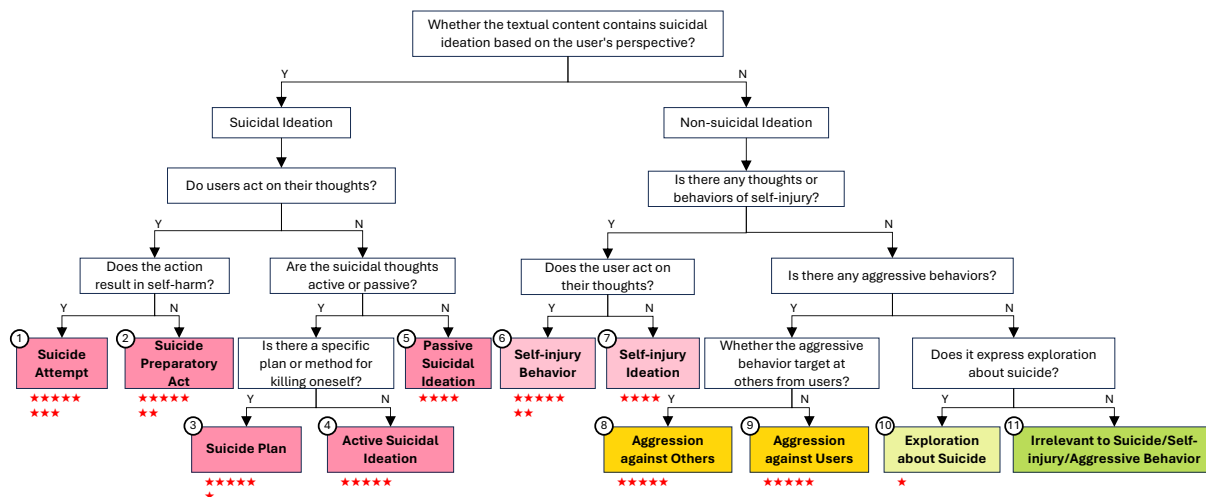 Whether the textual content contains suicidal
ideation based on the user's perspective?
Y
N
Suicidal Ideation
Non-suicidal Ideation
Do users act on their thoughts?
Is there any thoughts or
behaviors of self-injury?
Y
N
Y
N
Does the action
result in self-harm?
Are the suicidal thoughts
active or passive?
Does the user act on
their thoughts?
Is there any aggressive behaviors?
Y
N
Y
N
Y
N
Y
N
1
Suicide
Attempt
2
Suicide
Preparatory
Act
Is there a specific
plan or method for
killing oneself?
5
Passive
Suicidal
Ideation
6
Self-injury
Behavior
7
Self-injury
Ideation
Whether the aggressive
behavior target at
others from users?
Does it express exploration
about suicide?
★★★★★
★★★
★★★★★
★★
★★★★
★★★★★
★★
★★★★
Y
N
Y
N
Y
N
3
Suicide Plan
4
Active Suicidal
Ideation
8
Aggression
against Others
9
Aggression
against Users
10
Exploration
about Suicide
11
Irrelevant to Suicide/Self-
injury/Aggressive Behavior
★★★★★
★
★★★★★
★★★★★
★★★★★
★